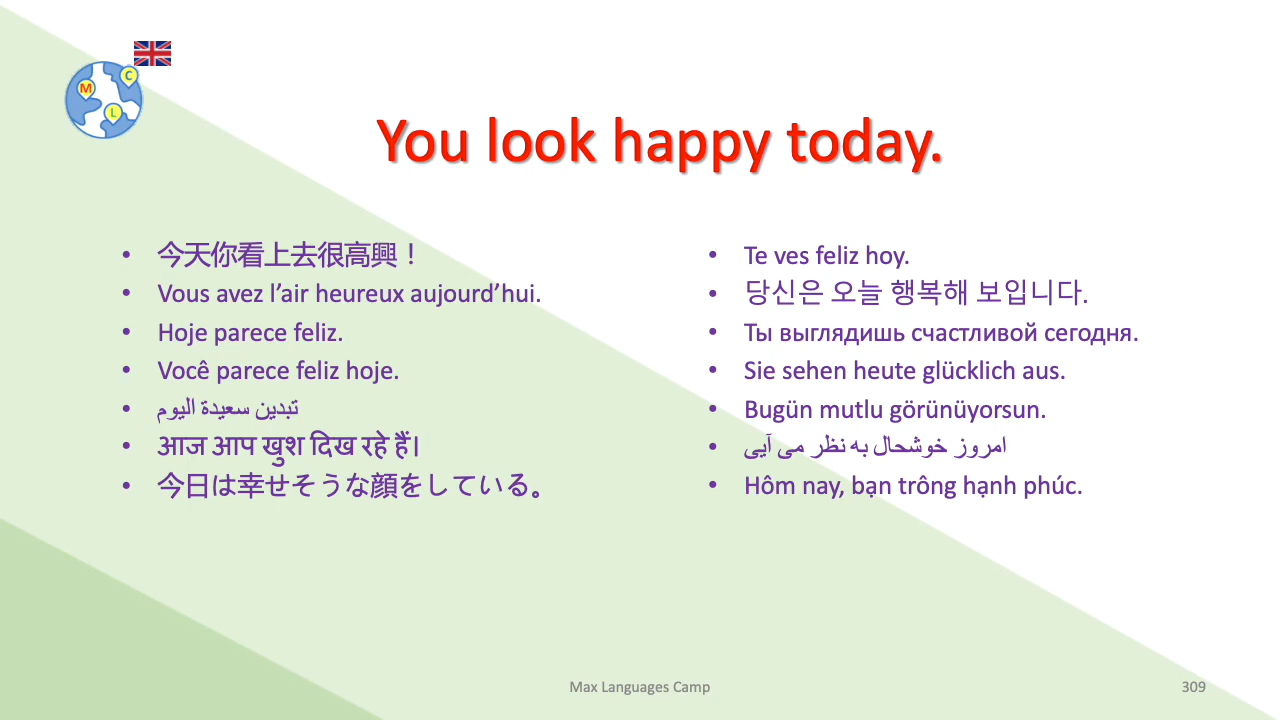 M
C
L
You look happy today.
今天你看上去很高興！
Vous avez l’air heureux aujourd’hui.
Hoje parece feliz.
Você parece feliz hoje.
تبدين سعيدة اليوم
आज आप खुश दिख रहे हैं।
今日は幸せそうな顔をしている。
Te ves feliz hoy.
당신은 오늘 행복해 보입니다.
Ты выглядишь счастливой сегодня.
Sie sehen heute glücklich aus.
Bugün mutlu görünüyorsun.
امروز خوشحال به نظر می آیی
Hôm nay, bạn trông hạnh phúc.
Max Languages Camp
309